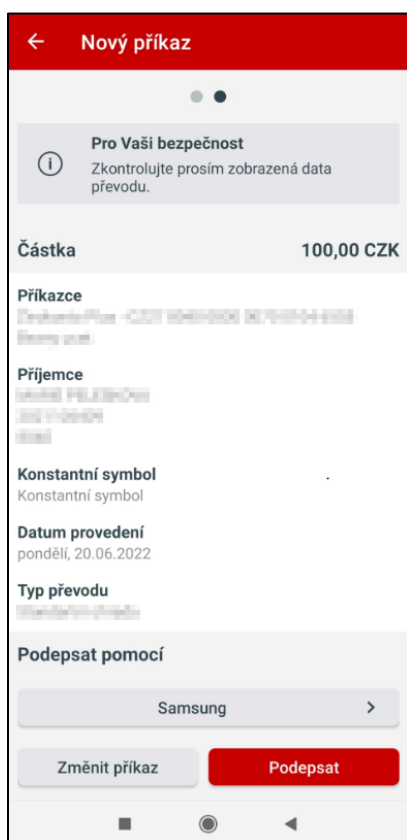 Nový příkaz
Pro Vaši bezpečnost
Zkontrolujte prosím zobrazená data
převodu.
Částka 100,00 CZK
Příkazce
Příjemce
Konstantní symbol
Konstantní symbol
Datum provedení
pondělí, 20.06.2022
Typ převodu
Podepsat pomocí
Samsung
Změnit příkaz Podepsat